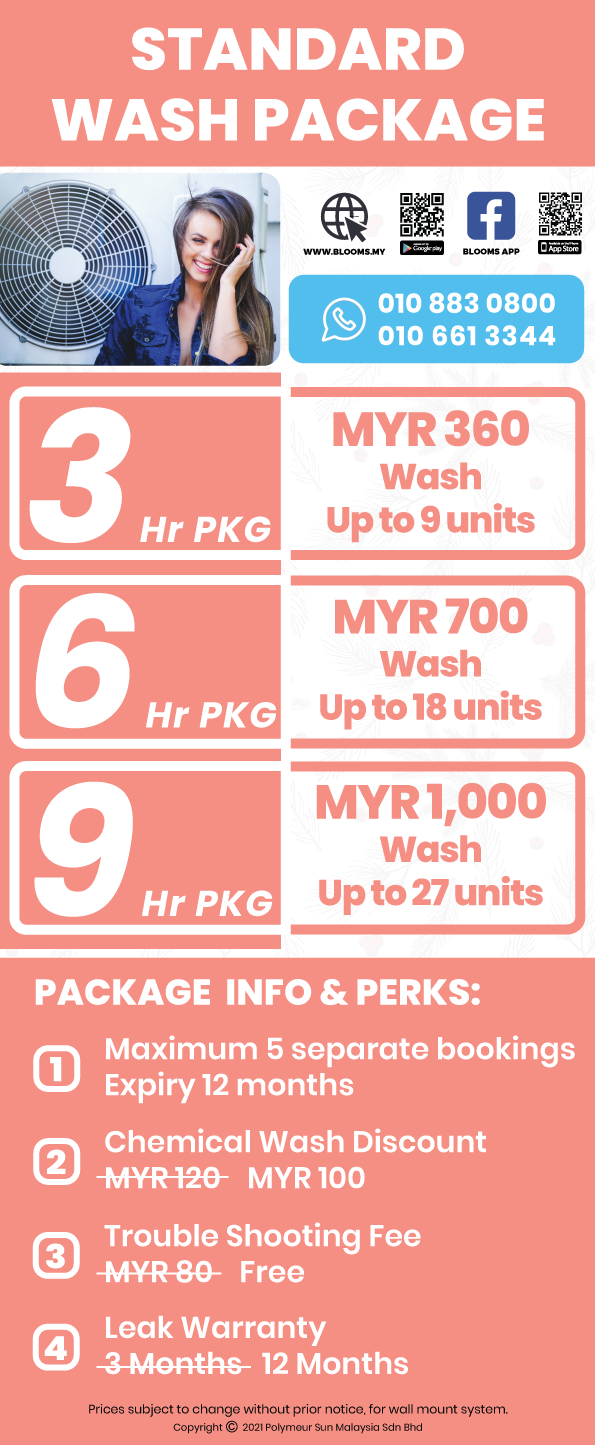 STANDARD
WASH PACKAGE
WWW.BLOOMS.MY
Google play
BLOOMS APP
App Store
010 883 0800
010 661 3344
3 Hr PKG
MYR 360
Wash
Up to 9 units
6 Hr PKG
MYR 700
Wash
Up to 18 units
9 Hr PKG
MYR 1,000
Wash
Up to 27 units
PACKAGE INFO & PERKS:
1 Maximum 5 separate bookings
Expiry 12 months
2 Chemical Wash Discount
MYR 120 MYR 100
3 Trouble Shooting Fee
MYR 80 Free
4 Leak Warranty
3 Months 12 Months
Prices subject to change without prior notice, for wall mount system.
Copyright © 2021 Polymeur Sun Malaysia Sdn Bhd